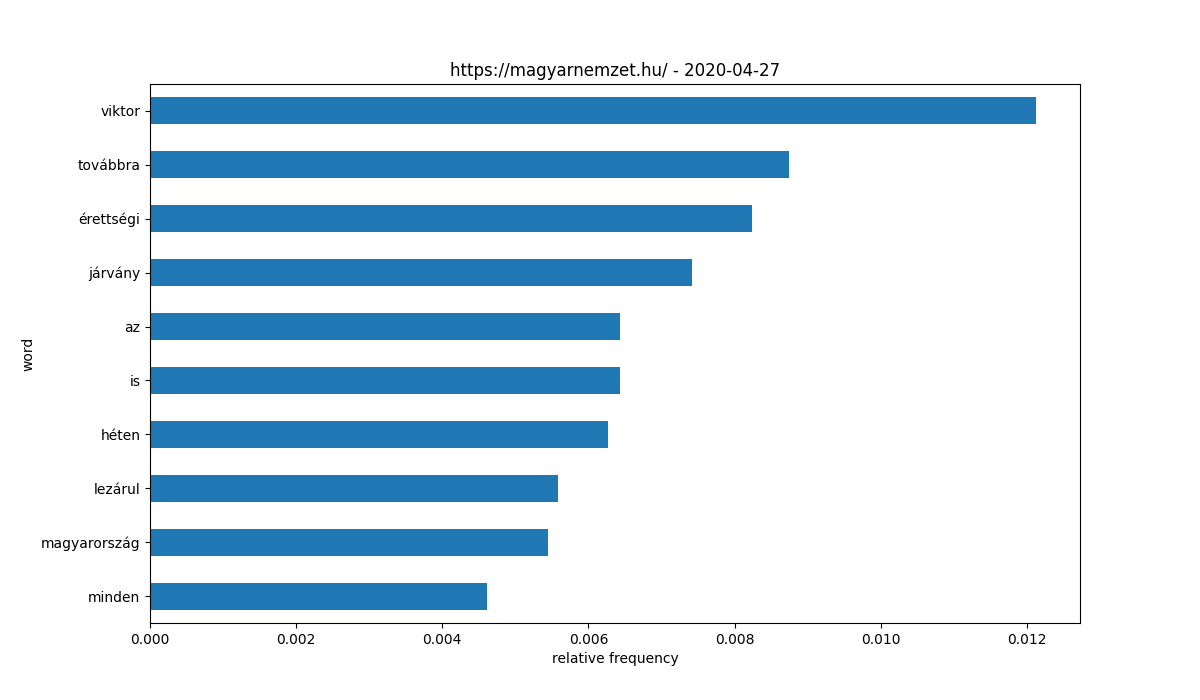 https://magyarnemzet.hu/ - 2020-04-27
viktor
továbbra
érettségi
járvány
az
is
héten
lezárul
magyarország
minden
word
0.000 0.002 0.004 0.006 0.008 0.010 0.012
relative frequency